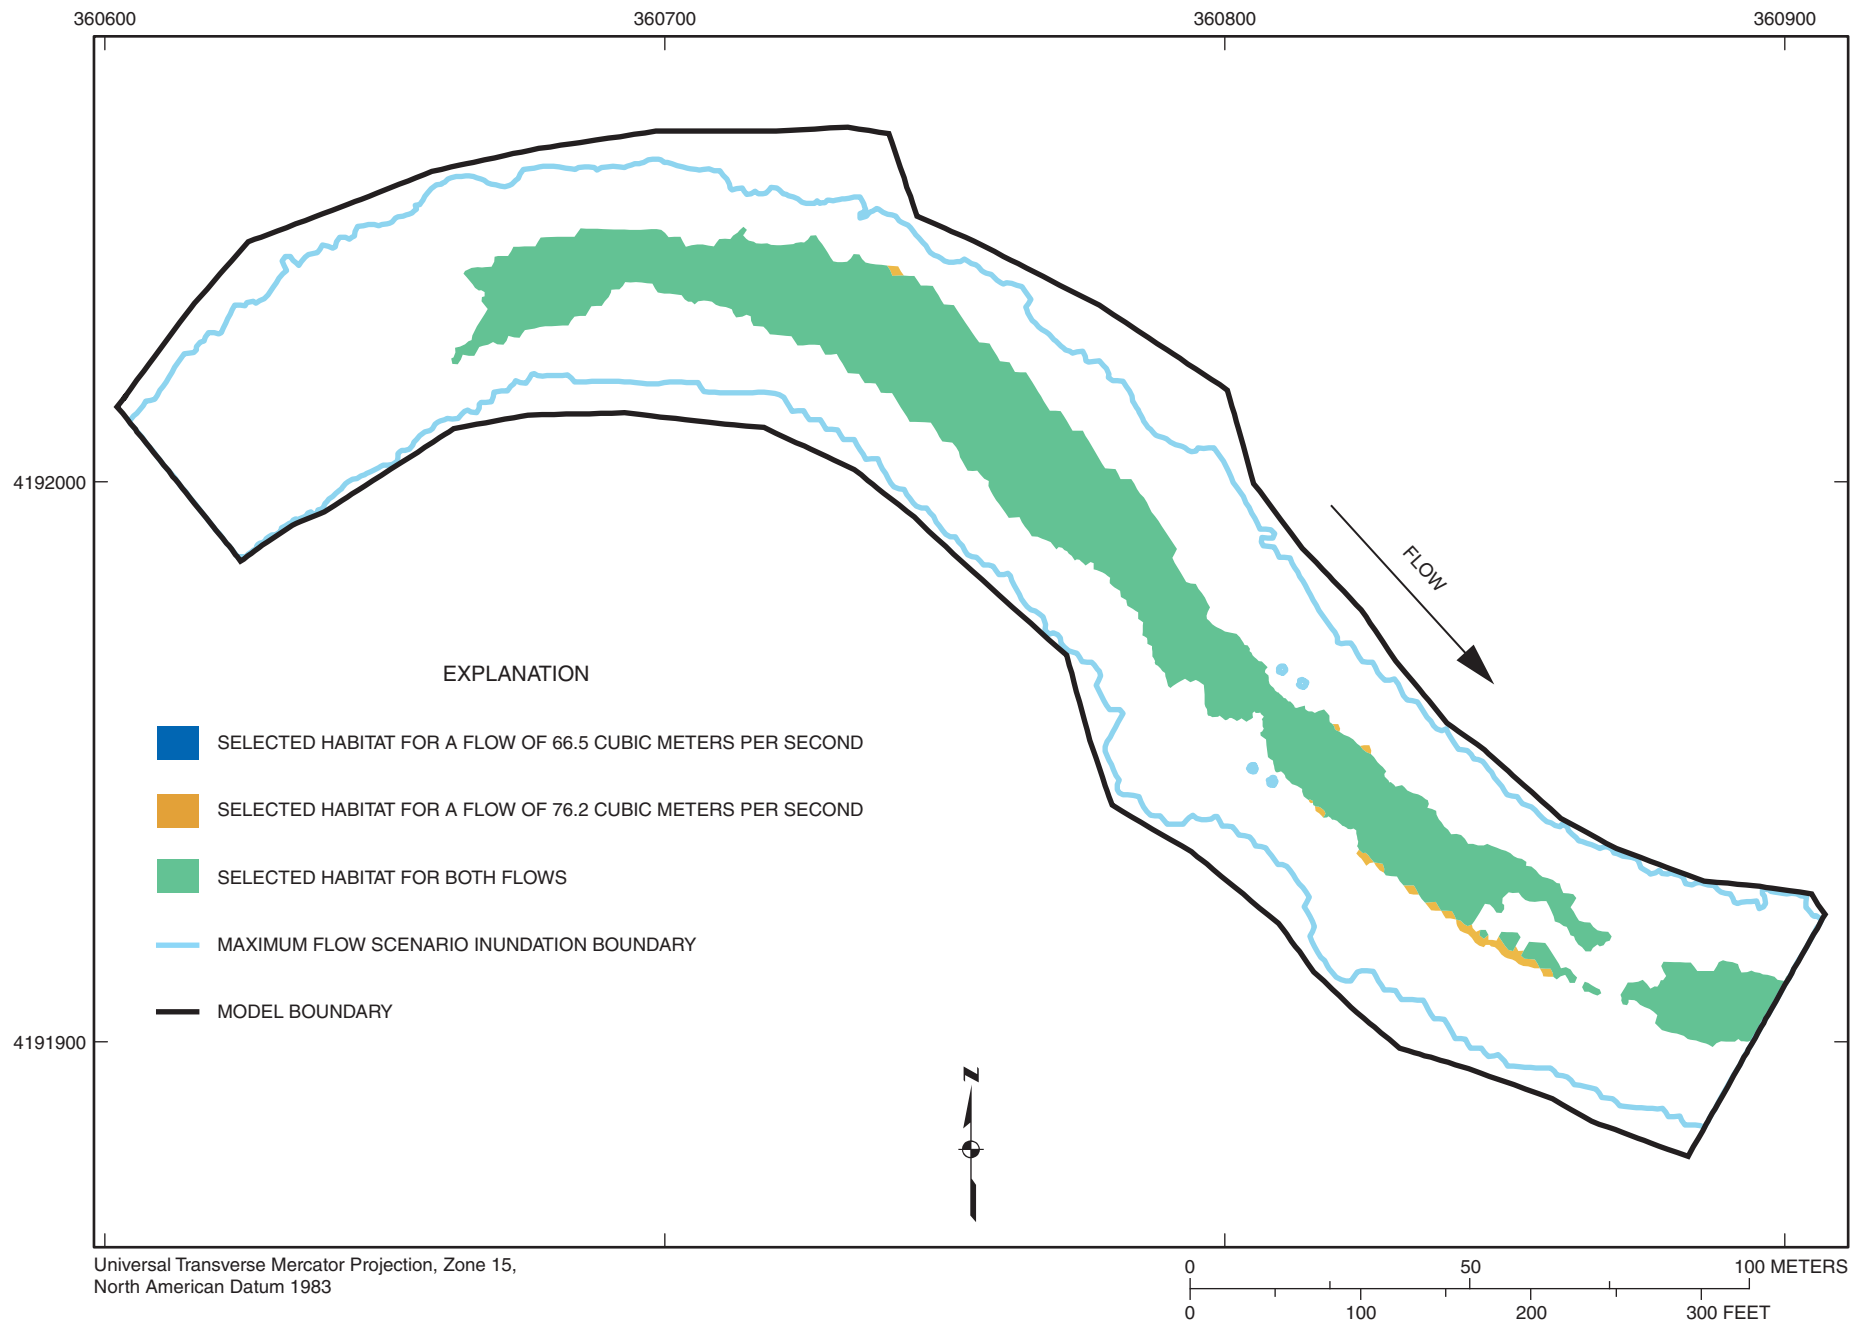 360600 360700 360800 360900
4192000
FLOW
EXPLANATION
SELECTED HABITAT FOR A FLOW OF 66.5 CUBIC METERS PER SECOND
SELECTED HABITAT FOR A FLOW OF 76.2 CUBIC METERS PER SECOND
SELECTED HABITAT FOR BOTH FLOWS
MAXIMUM FLOW SCENARIO INUNDATION BOUNDARY
MODEL BOUNDARY
4191900
N
Universal Transverse Mercator Projection, Zone 15,
North American Datum 1983
0 50 100 METERS
0 100 200 300 FEET